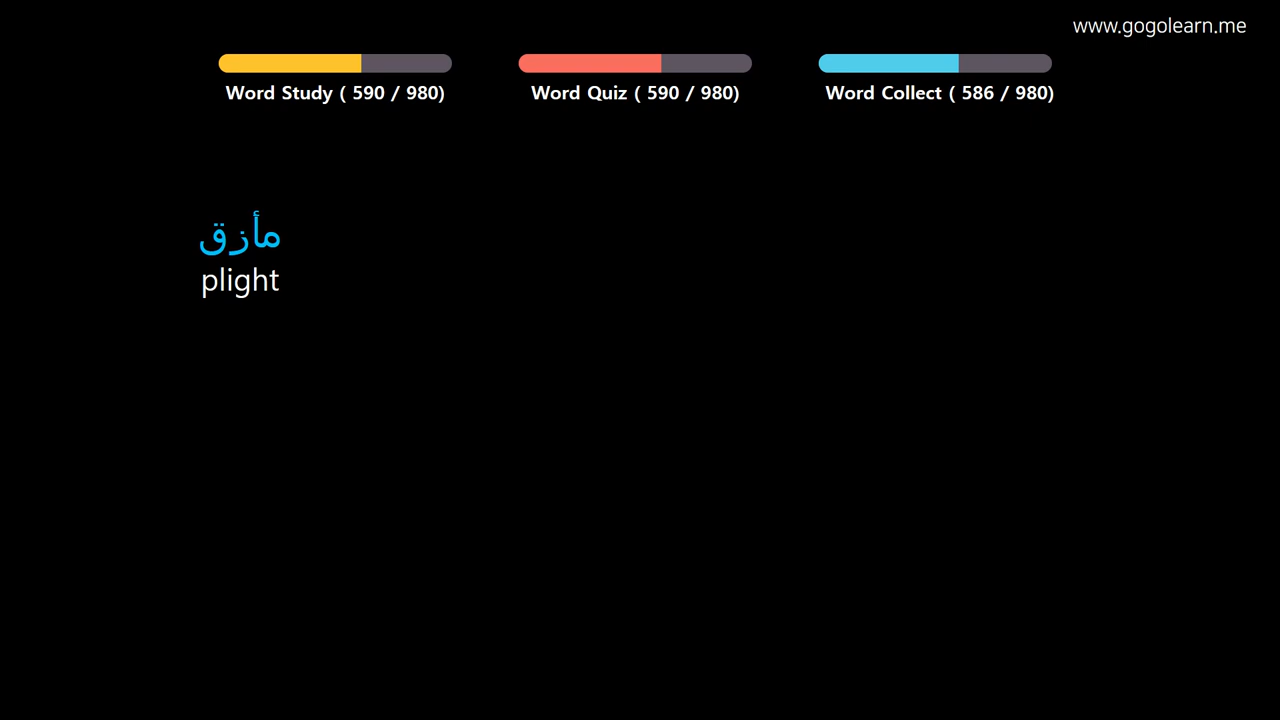 www.gogolearn.me
Word Study ( 590 / 980)
Word Quiz ( 590 / 980)
Word Collect ( 586 / 980)
مأزق
plight